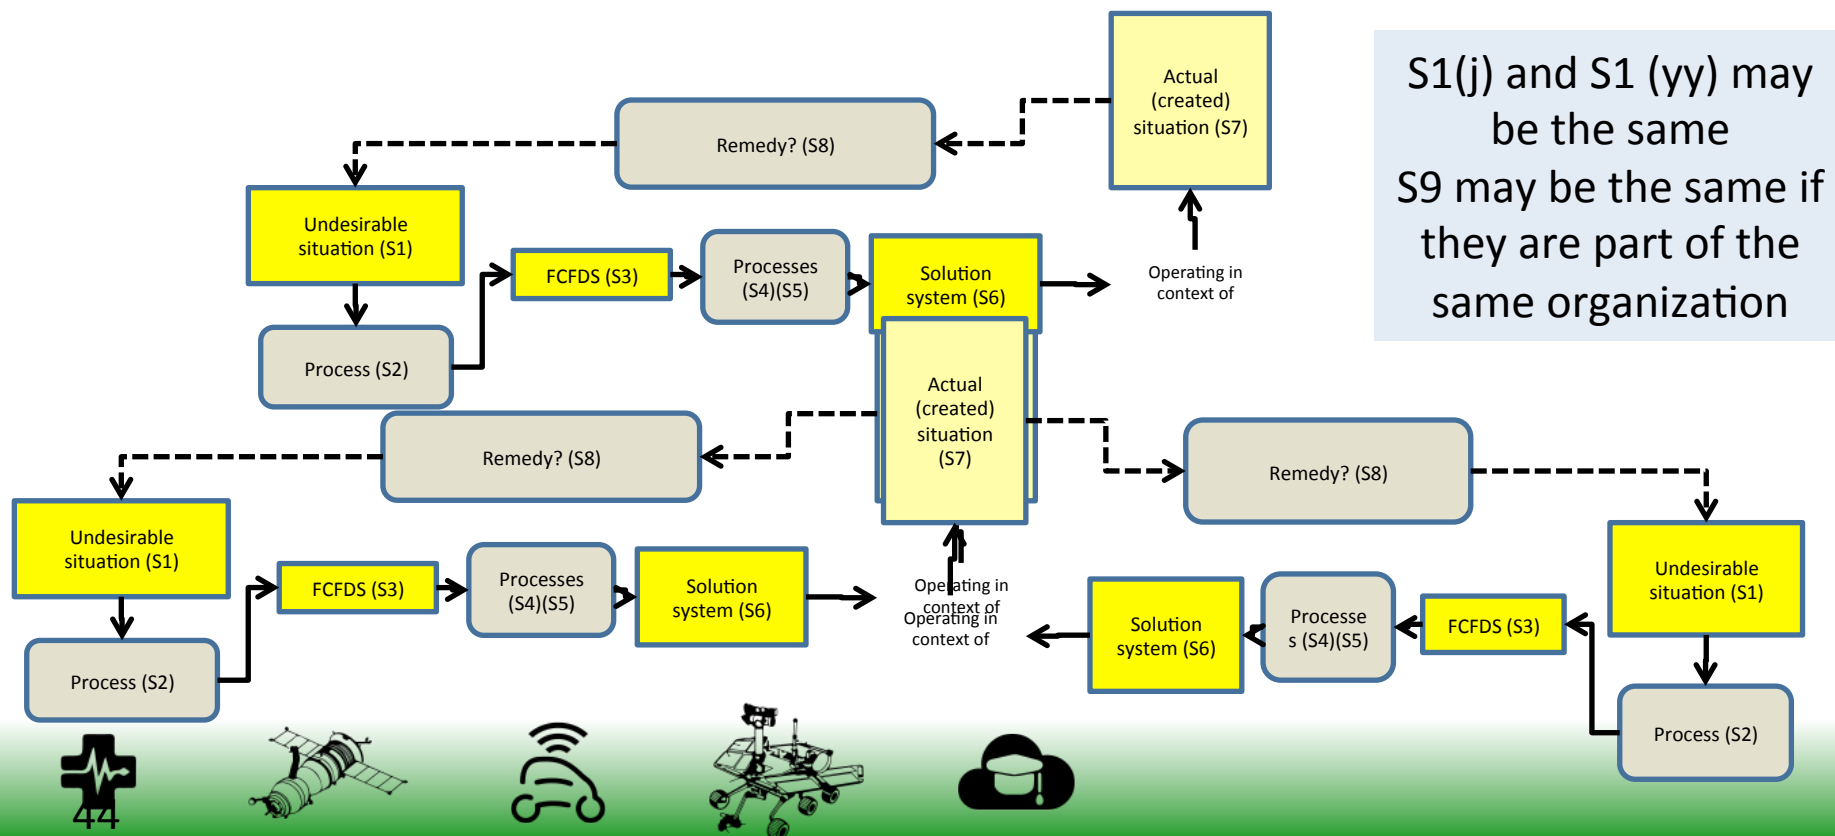 Actual
(created)
situation (S7)
S1(j) and S1 (yy) may
be the same
S9 may be the same if
they are part of the
same organization
Remedy? (S8)
Undesirable
situation (S1)
FCFDS (S3)
Processes
(S4)(S5)
Solution
system (S6)
Operating in
context of
Process (S2)
Actual
(created)
situation
(S7)
Remedy? (S8)
Remedy? (S8)
Undesirable
situation (S1)
FCFDS (S3)
Processes
(S4)(S5)
Solution
system (S6)
Operating in
context of
Operating in
context of
Process (S2)
Solution
system (S6)
Processe
s (S4)(S5)
FCFDS (S3)
Undesirable
situation (S1)
Process (S2)
44